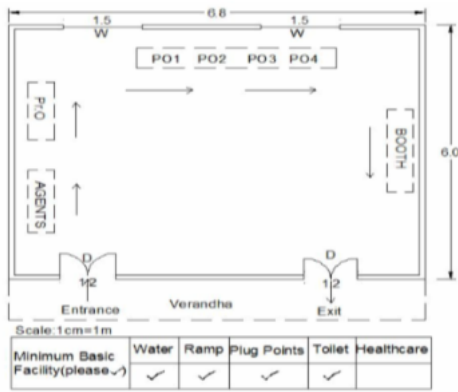 6.8
1.5
W
1.5
W
PO1 PO2 PO3 PO4
PrO
AGENTS
BOOTH
6.0
D
1.2
D
1.2
Entrance
Verandha
Exit
Scale:1cm=1m
Minimum Basic Facility(please ✓) Water Ramp Plug Points Toilet Healthcare
✓ ✓ ✓ ✓